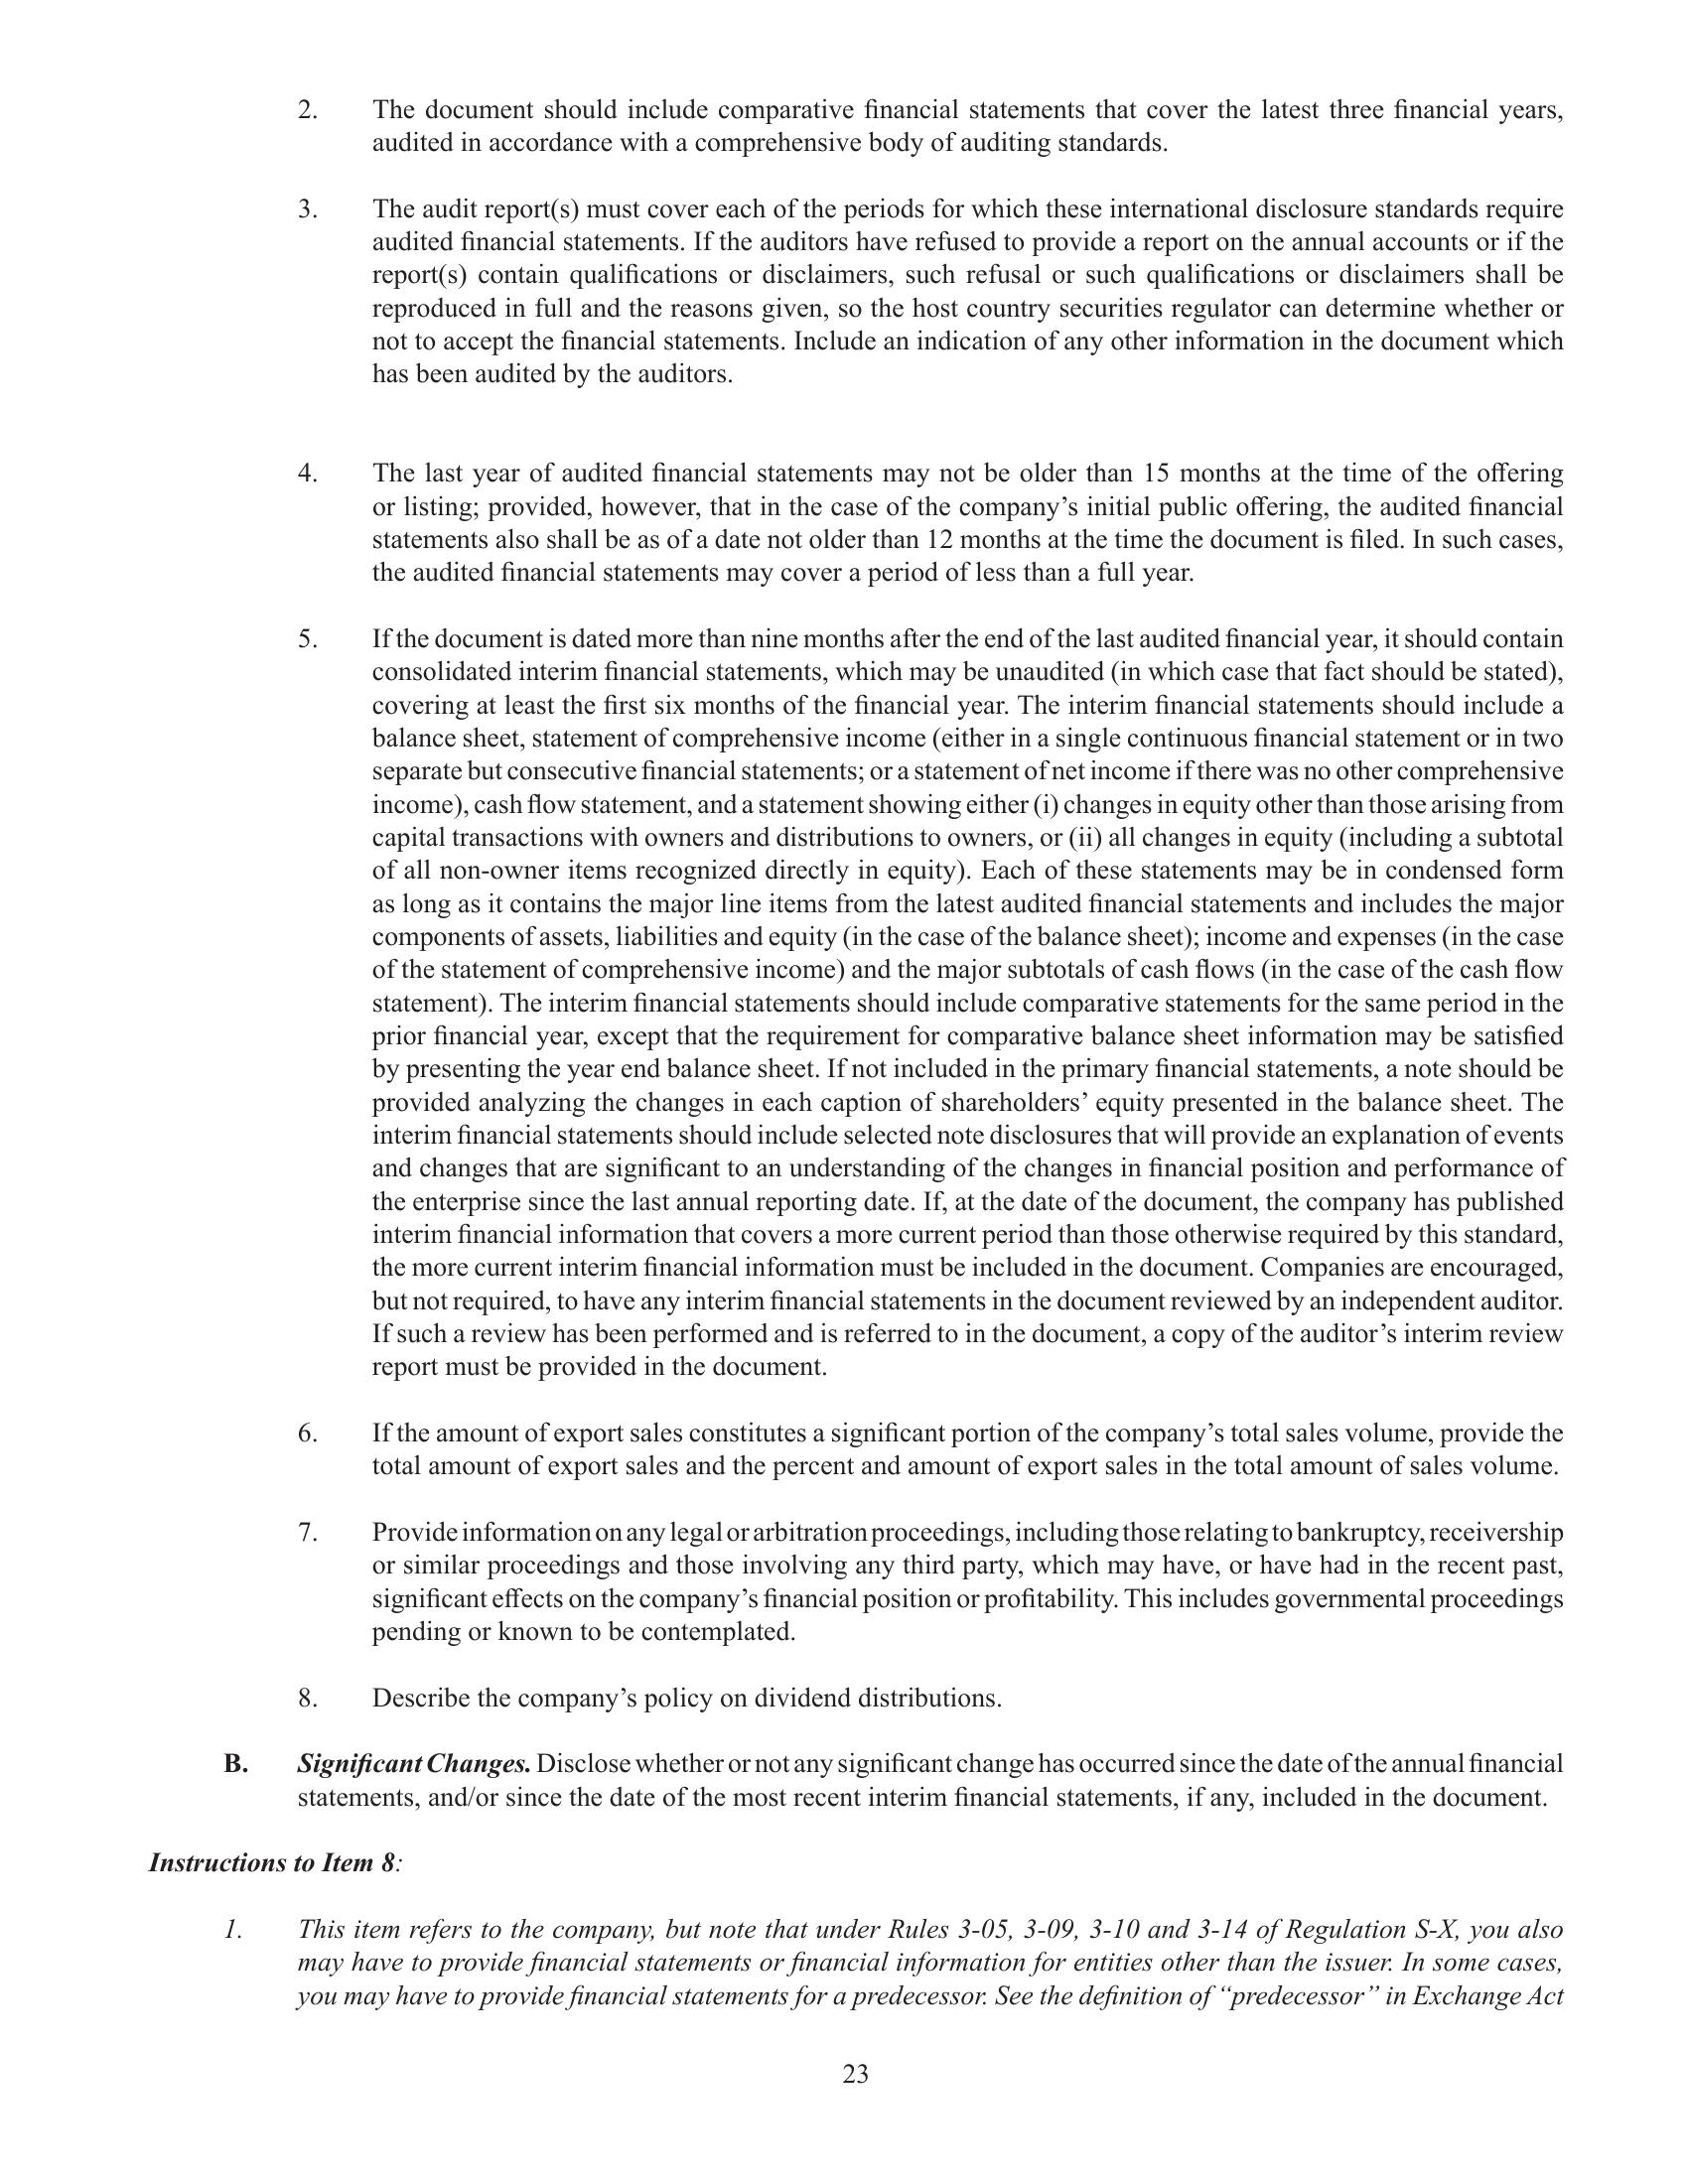 2. The document should include comparative financial statements that cover the latest three financial years,
audited in accordance with a comprehensive body of auditing standards.
3. The audit report(s) must cover each of the periods for which these international disclosure standards require
audited financial statements. If the auditors have refused to provide a report on the annual accounts or if the
report(s) contain qualifications or disclaimers, such refusal or such qualifications or disclaimers shall be
reproduced in full and the reasons given, so the host country securities regulator can determine whether or
not to accept the financial statements. Include an indication of any other information in the document which
has been audited by the auditors.
4. The last year of audited financial statements may not be older than 15 months at the time of the offering
or listing; provided, however, that in the case of the company’s initial public offering, the audited financial
statements also shall be as of a date not older than 12 months at the time the document is filed. In such cases,
the audited financial statements may cover a period of less than a full year.
5. If the document is dated more than nine months after the end of the last audited financial year, it should contain
consolidated interim financial statements, which may be unaudited (in which case that fact should be stated),
covering at least the first six months of the financial year. The interim financial statements should include a
balance sheet, statement of comprehensive income (either in a single continuous financial statement or in two
separate but consecutive financial statements; or a statement of net income if there was no other comprehensive
income), cash flow statement, and a statement showing either (i) changes in equity other than those arising from
capital transactions with owners and distributions to owners, or (ii) all changes in equity (including a subtotal
of all non-owner items recognized directly in equity). Each of these statements may be in condensed form
as long as it contains the major line items from the latest audited financial statements and includes the major
components of assets, liabilities and equity (in the case of the balance sheet); income and expenses (in the case
of the statement of comprehensive income) and the major subtotals of cash flows (in the case of the cash flow
statement). The interim financial statements should include comparative statements for the same period in the
prior financial year, except that the requirement for comparative balance sheet information may be satisfied
by presenting the year end balance sheet. If not included in the primary financial statements, a note should be
provided analyzing the changes in each caption of shareholders’ equity presented in the balance sheet. The
interim financial statements should include selected note disclosures that will provide an explanation of events
and changes that are significant to an understanding of the changes in financial position and performance of
the enterprise since the last annual reporting date. If, at the date of the document, the company has published
interim financial information that covers a more current period than those otherwise required by this standard,
the more current interim financial information must be included in the document. Companies are encouraged,
but not required, to have any interim financial statements in the document reviewed by an independent auditor.
If such a review has been performed and is referred to in the document, a copy of the auditor’s interim review
report must be provided in the document.
6. If the amount of export sales constitutes a significant portion of the company’s total sales volume, provide the
total amount of export sales and the percent and amount of export sales in the total amount of sales volume.
7. Provide information on any legal or arbitration proceedings, including those relating to bankruptcy, receivership
or similar proceedings and those involving any third party, which may have, or have had in the recent past,
significant effects on the company’s financial position or profitability. This includes governmental proceedings
pending or known to be contemplated.
8. Describe the company’s policy on dividend distributions.
B. Significant Changes. Disclose whether or not any significant change has occurred since the date of the annual financial
statements, and/or since the date of the most recent interim financial statements, if any, included in the document.
Instructions to Item 8:
1. This item refers to the company, but note that under Rules 3-05, 3-09, 3-10 and 3-14 of Regulation S-X, you also
may have to provide financial statements or financial information for entities other than the issuer. In some cases,
you may have to provide financial statements for a predecessor. See the definition of “predecessor” in Exchange Act
23